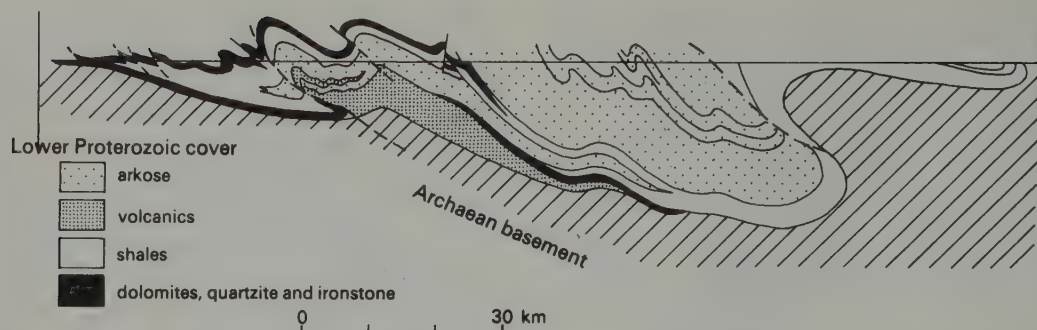 Lower Proterozoic cover
arkose
volcanics
shales
dolomites, quartzite and ironstone
Archaean basement
0 30 km